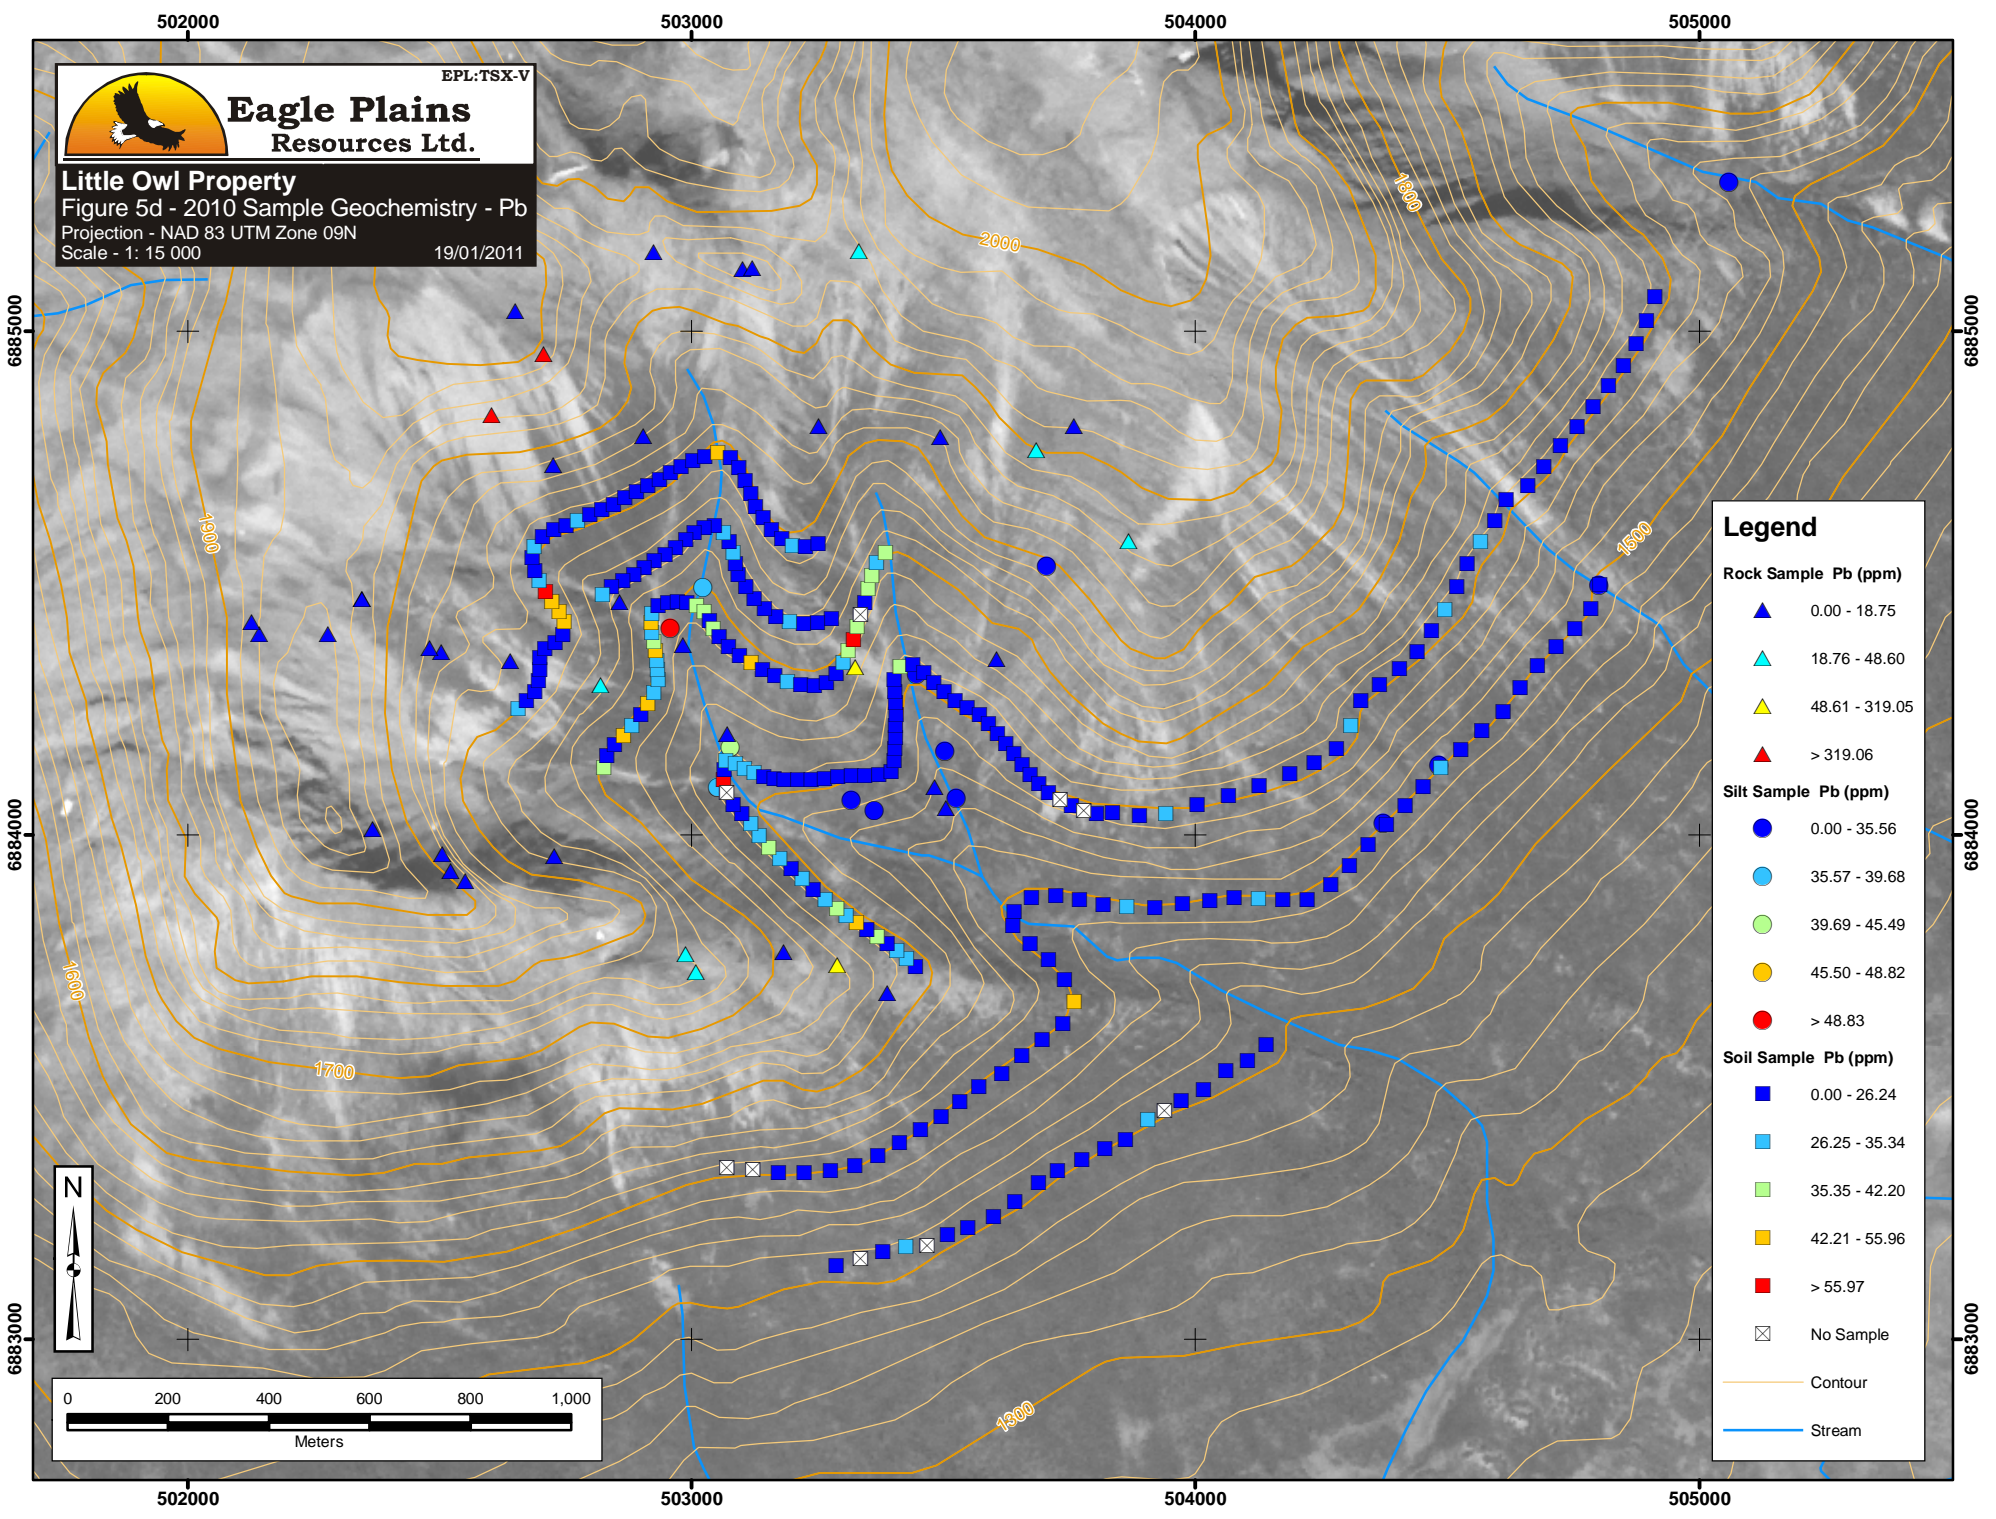 502000 503000 504000 505000
EPL:TSX-V
Eagle Plains
Resources Ltd.
Little Owl Property
Figure 5d - 2010 Sample Geochemistry - Pb
Projection - NAD 83 UTM Zone 09N
Scale - 1: 15 000 19/01/2011
1800
2000
6885000 6885000
1900
1500
Legend
Rock Sample Pb (ppm)
0.00 - 18.75
18.76 - 48.60
48.61 - 319.05
> 319.06
Silt Sample Pb (ppm)
0.00 - 35.56
35.57 - 39.68
39.69 - 45.49
45.50 - 48.82
> 48.83
Soil Sample Pb (ppm)
0.00 - 26.24
26.25 - 35.34
35.35 - 42.20
42.21 - 55.96
> 55.97
No Sample
Contour
Stream
6884000 6884000
1600
1700
N
6883000 6883000
0 200 400 600 800 1,000
Meters
1300
502000 503000 504000 505000